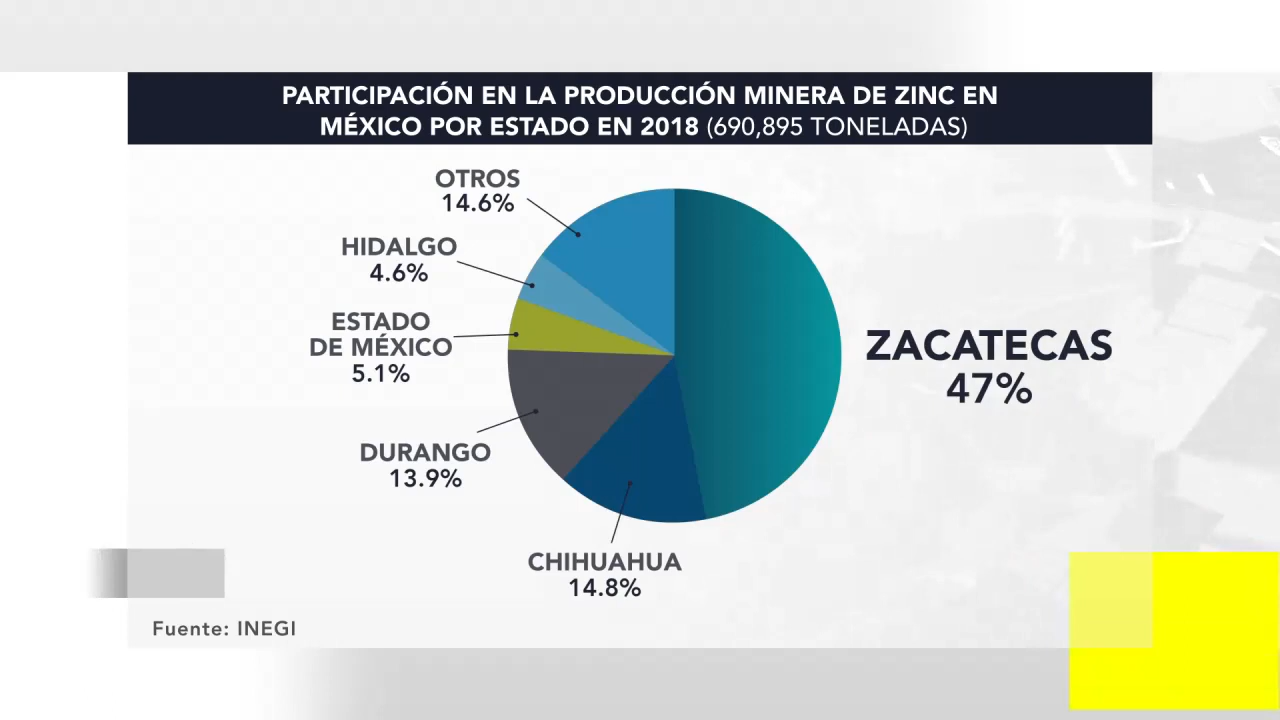 PARTICIPACIÓN EN LA PRODUCCIÓN MINERA DE ZINC EN
MÉXICO POR ESTADO EN 2018 (690,895 TONELADAS)
OTROS
14.6%
HIDALGO
4.6%
ESTADO
DE MÉXICO
5.1%
DURANGO
13.9%
CHIHUAHUA
14.8%
ZACATECAS
47%
Fuente: INEGI